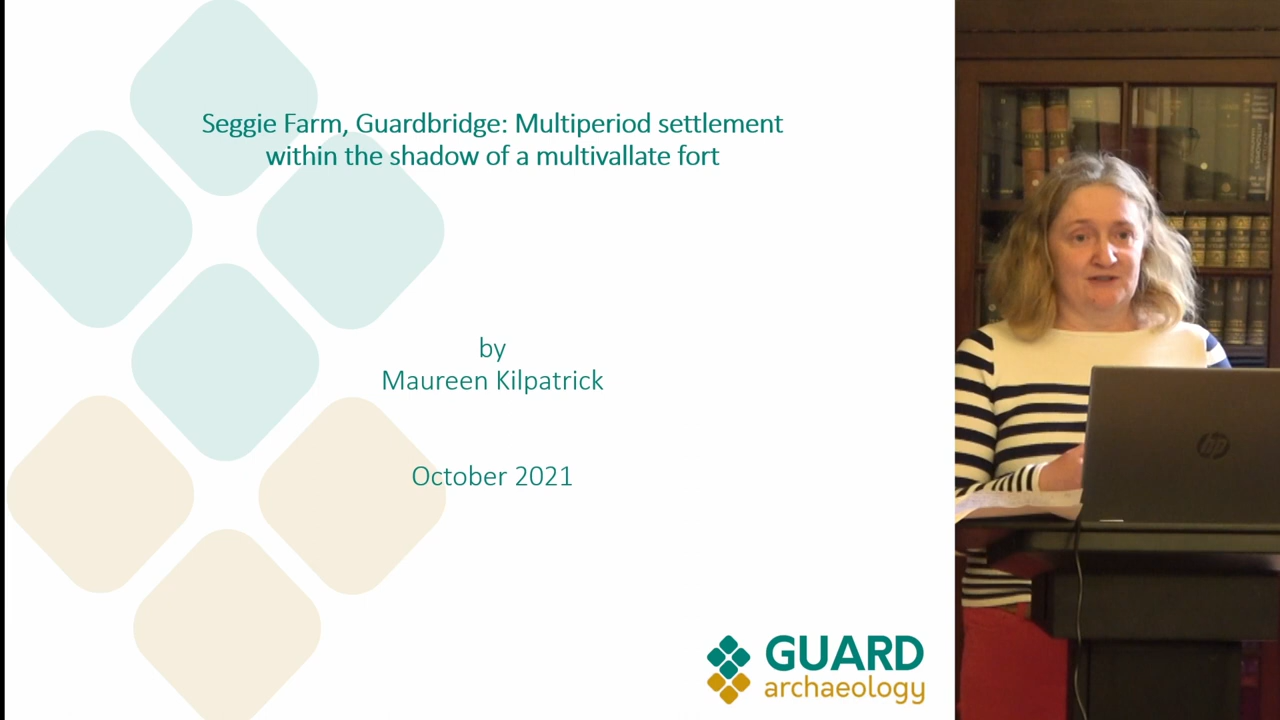 Seggie Farm, Guardbridge: Multiperiod settlement
within the shadow of a multivallate fort
by
Maureen Kilpatrick
October 2021
GUARD
archaeology
hp